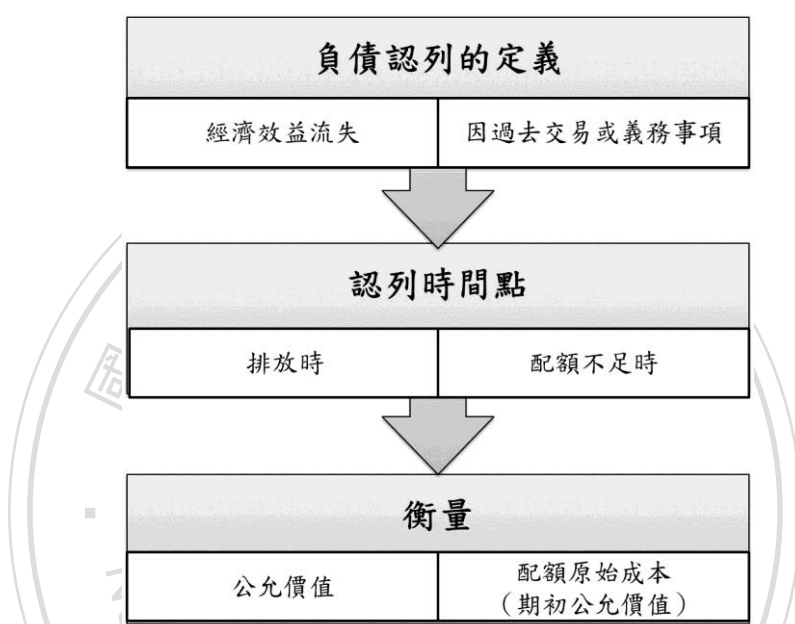 負債認列的定義
經濟效益流失
因過去交易或義務事項
認列時間點
排放時
配額不足時
衡量
公允價值
配額原始成本
（期初公允價值）